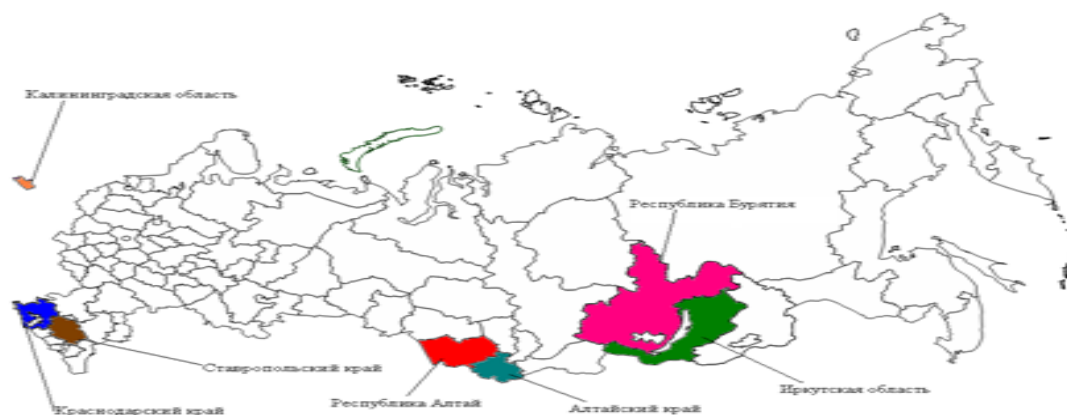 Калининградская область
Республика Бурятия
Ставропольский край
Иркутская область
Республика Алтай
Алтайский край
Краснодарский край